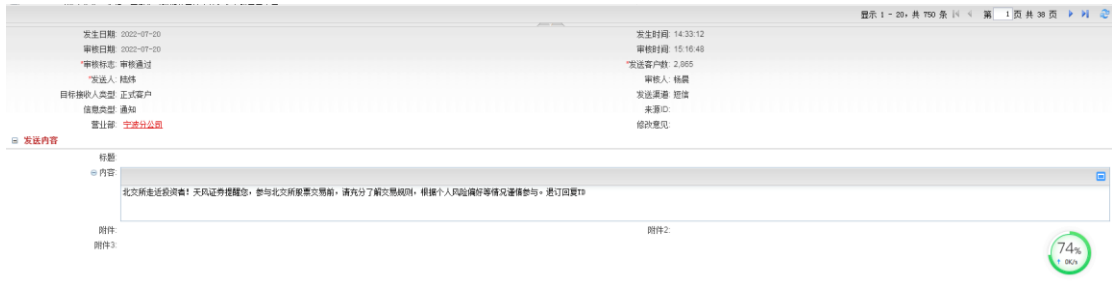 显示 1 - 20，共 750 条 第 1 页 共 38 页
发生日期: 2022-07-20 发生时间: 14:33:12
审核日期: 2022-07-20 审核时间: 15:16:48
*审核标志: 审核通过 *发送客户数: 2,865
*发送人: 陆炜 审核人: 杨晨
目标接收人类型: 正式客户 发送渠道: 短信
信息类型: 通知 来源ID:
营业部: 宁波分公司 修改意见:
发送内容
标题:
内容:
北交所走近投资者！天风证券提醒您，参与北交所股票交易前，请充分了解交易规则，根据个人风险偏好等情况谨慎参与。退订回复TD
附件: 附件2:
附件3:
74%
0K/s